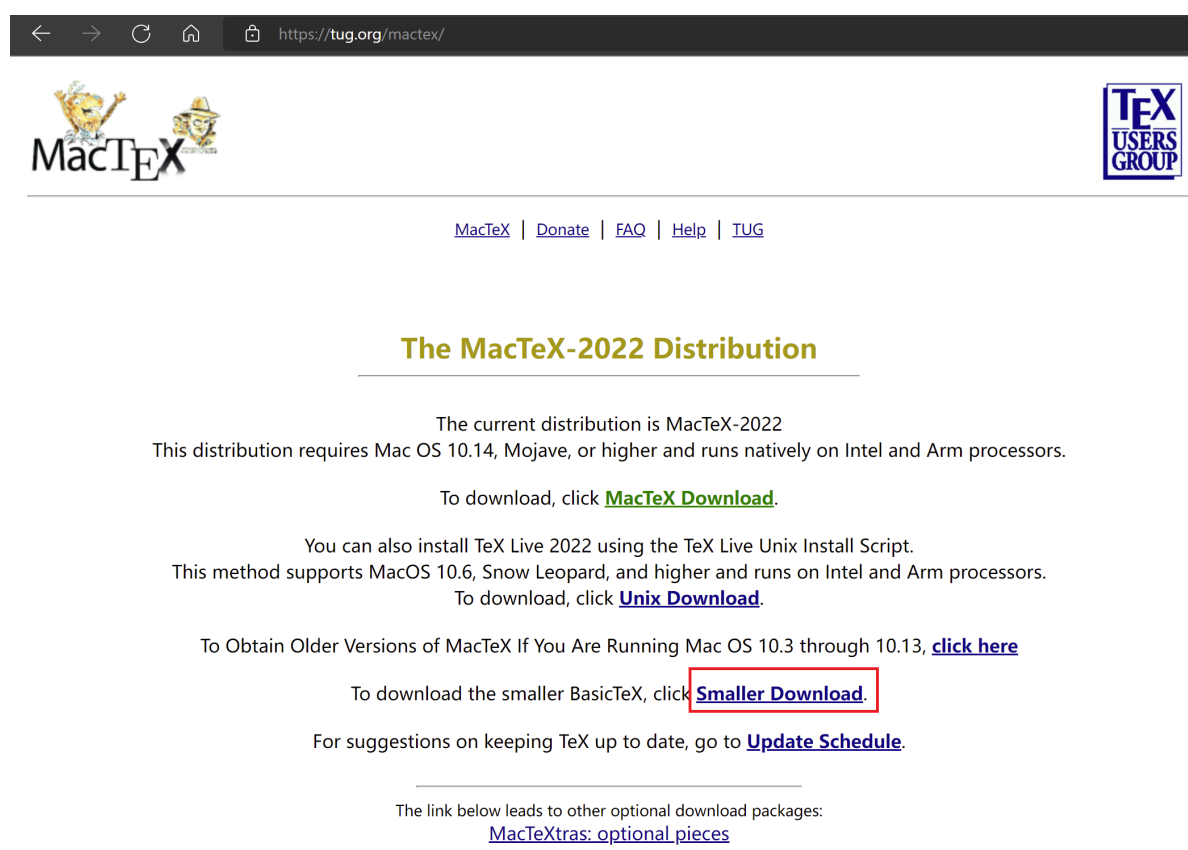 https://tug.org/mactex/
MacTeX
TEX
USERS
GROUP
MacTeX | Donate | FAQ | Help | TUG
The MacTeX-2022 Distribution
The current distribution is MacTeX-2022
This distribution requires Mac OS 10.14, Mojave, or higher and runs natively on Intel and Arm processors.
To download, click MacTeX Download.
You can also install TeX Live 2022 using the TeX Live Unix Install Script.
This method supports MacOS 10.6, Snow Leopard, and higher and runs on Intel and Arm processors.
To download, click Unix Download.
To Obtain Older Versions of MacTeX If You Are Running Mac OS 10.3 through 10.13, click here
To download the smaller BasicTeX, click Smaller Download.
For suggestions on keeping TeX up to date, go to Update Schedule.
The link below leads to other optional download packages:
MacTeXtras: optional pieces